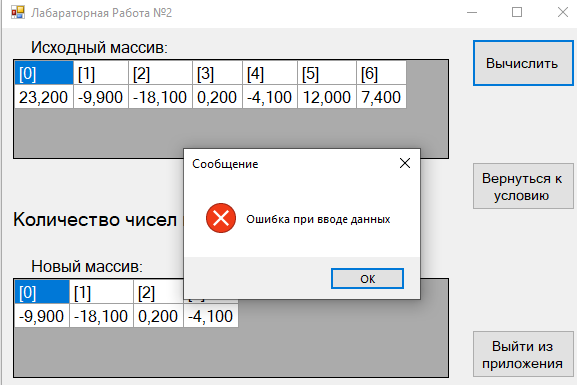 Лабараторная Работа №2
Исходный массив:
[0] [1] [2] [3] [4] [5] [6]
23,200 -9,900 -18,100 0,200 -4,100 12,000 7,400
Вычислить
Сообщение
Ошибка при вводе данных
OK
Вернуться к
условию
Количество чисел
Новый массив:
[0] [1] [2]
-9,900 -18,100 0,200 -4,100
Выйти из
приложения